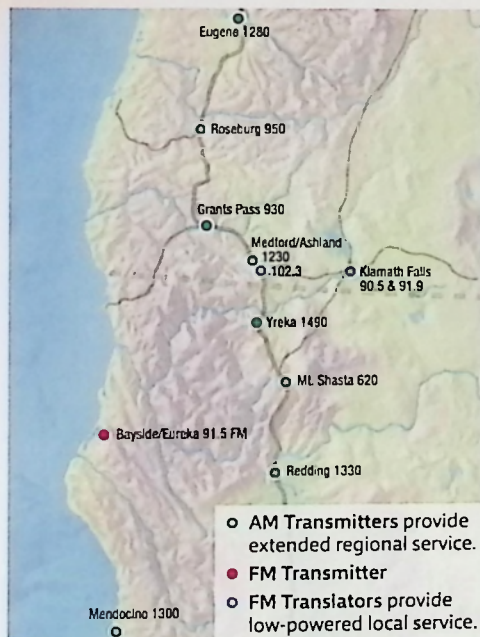 Eugene 1280
Roseburg 950
Grants Pass 930
Medford/Ashland
1230
102.3
Klamath Falls
90.5 & 91.9
Yreka 1490
Mt. Shasta 620
Bayside/Eureka 91.5 FM
Redding 1330
Mendocino 1300
AM Transmitters provide
extended regional service.
FM Transmitter
FM Translators provide
low-powered local service.